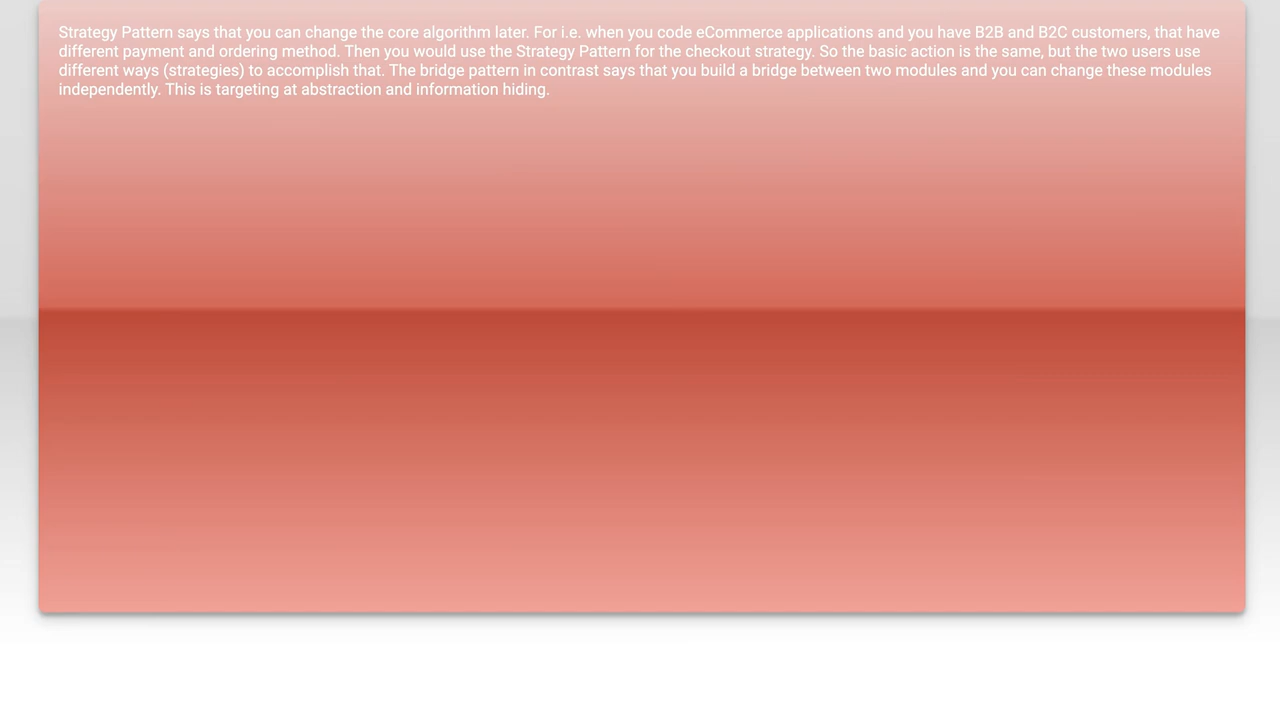 Strategy Pattern says that you can change the core algorithm later. For i.e. when you code eCommerce applications and you have B2B and B2C customers, that have
different payment and ordering method. Then you would use the Strategy Pattern for the checkout strategy. So the basic action is the same, but the two users use
different ways (strategies) to accomplish that. The bridge pattern in contrast says that you build a bridge between two modules and you can change these modules
independently. This is targeting at abstraction and information hiding.